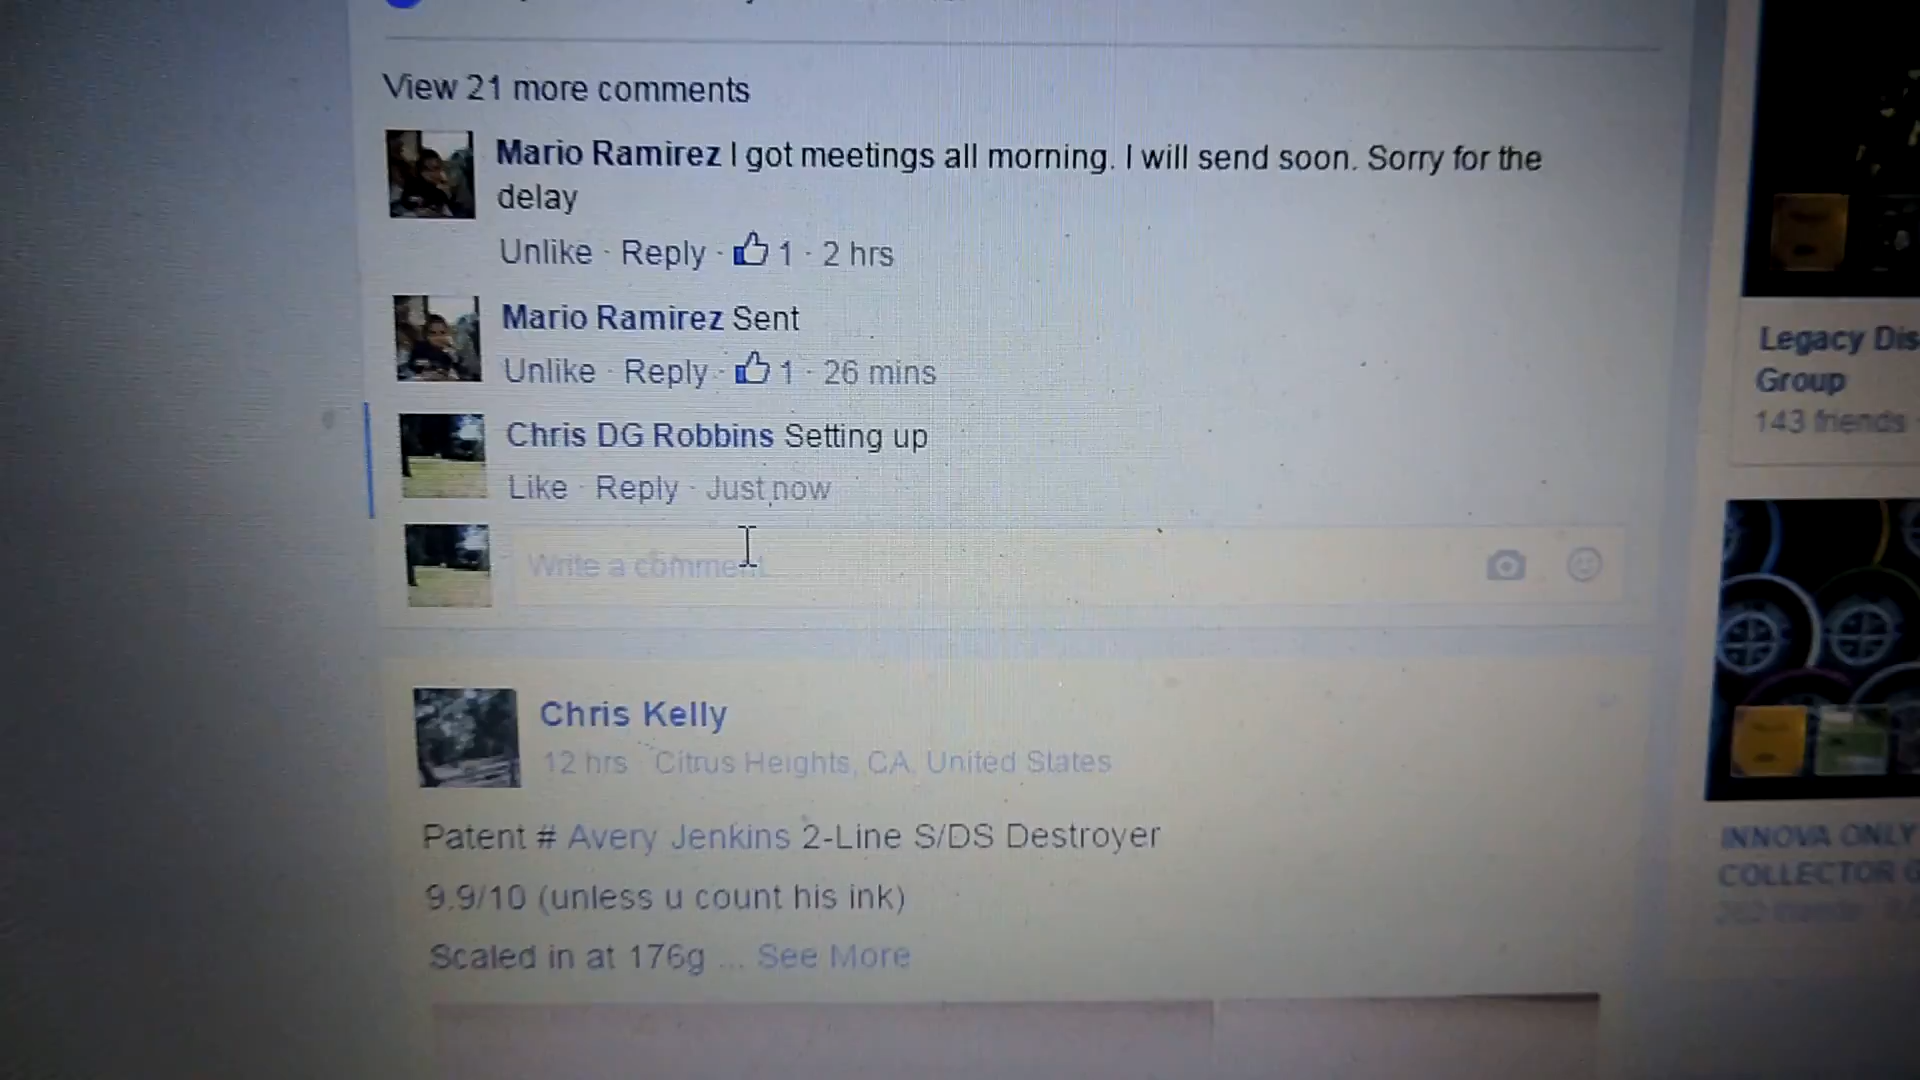 View 21 more comments
Mario Ramirez I got meetings all morning. I will send soon. Sorry for the
delay
Unlike · Reply · 1 · 2 hrs
Mario Ramirez Sent
Unlike · Reply · 1 · 26 mins
Chris DG Robbins Setting up
Like · Reply · Just now
Write a comment
Chris Kelly
12 hrs · Citrus Heights, CA, United States
Patent # Avery Jenkins 2-Line S/DS Destroyer
9.9/10 (unless u count his ink)
Scaled in at 176g ... See More
Legacy Dis
Group
143 friends
INNOVA ONLY
COLLECTOR